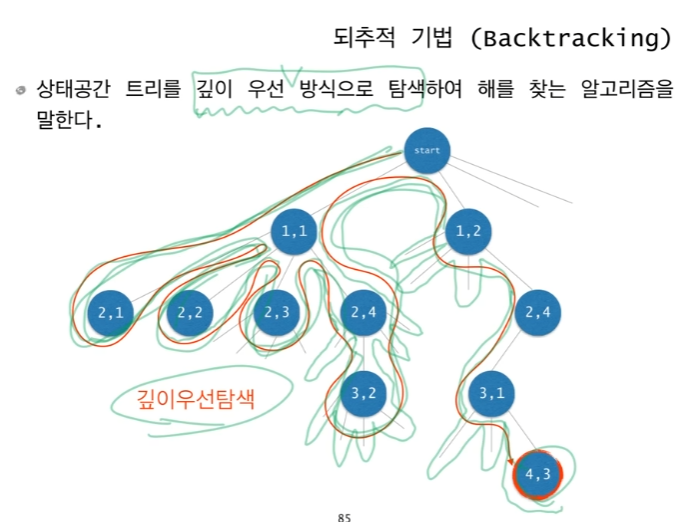 되추적 기법 (Backtracking)
상태공간 트리를 깊이 우선 방식으로 탐색하여 해를 찾는 알고리즘을
말한다.
start
1,1
1,2
2,1
2,2
2,3
2,4
2,4
깊이우선탐색
3,2
3,1
4,3
85